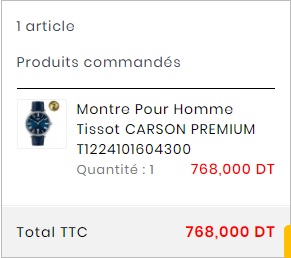 1 article
Produits commandés
Montre Pour Homme
Tissot CARSON PREMIUM
T1224101604300
Quantité : 1 768,000 DT
Total TTC 768,000 DT